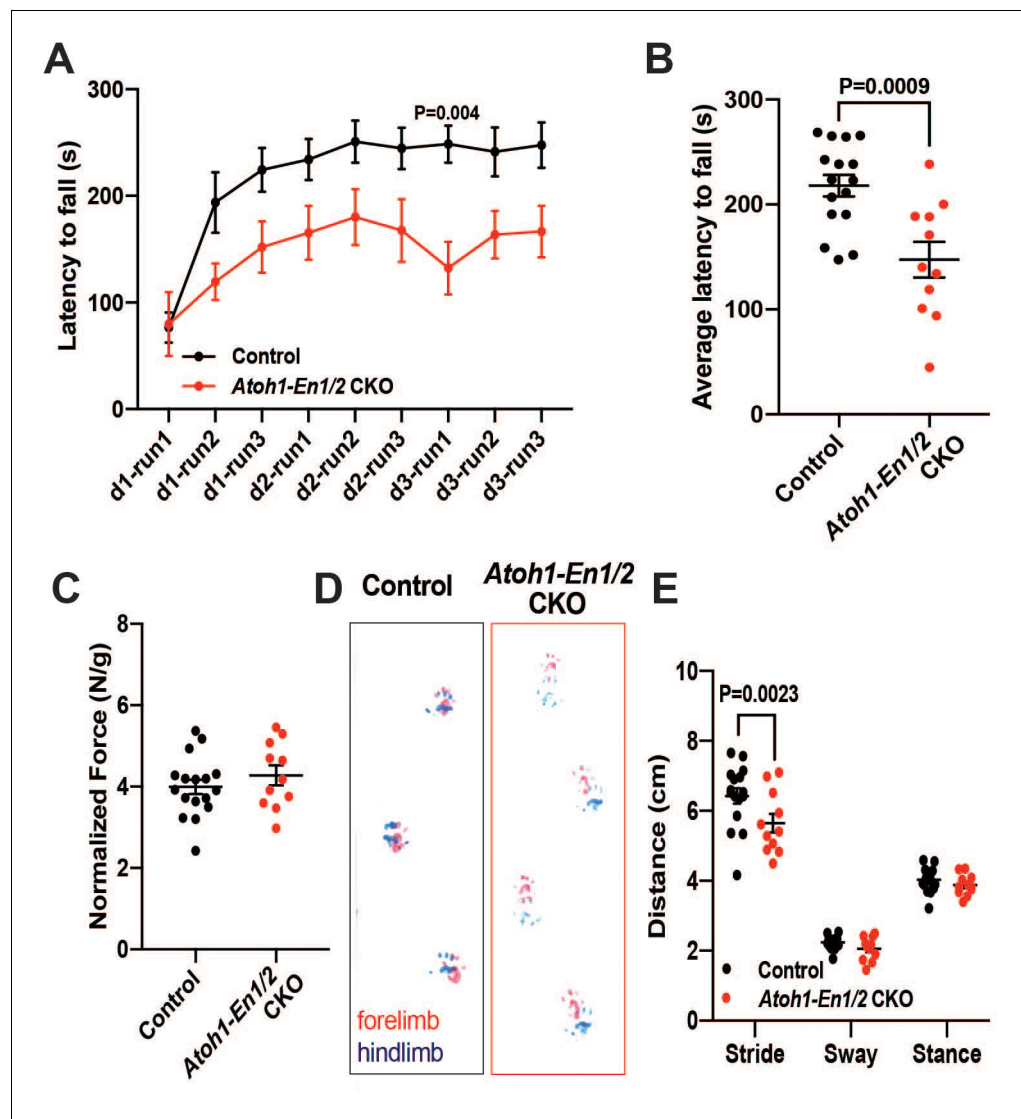 A
Latency to fall (s)
300
200
100
0
P=0.004
Control
Atoh1-En1/2 CKO
d1-run1
d1-run2
d1-run3
d2-run1
d2-run2
d2-run3
d3-run1
d3-run2
d3-run3
B
P=0.0009
Average latency to fall (s)
300
200
100
0
Control
Atoh1-En1/2
CKO
C
Normalized Force (N/g)
8
6
4
2
0
Control
Atoh1-En1/2
CKO
D
Control
Atoh1-En1/2
CKO
forelimb
hindlimb
E
Distance (cm)
10
8
6
4
2
0
P=0.0023
Control
Atoh1-En1/2 CKO
Stride
Sway
Stance